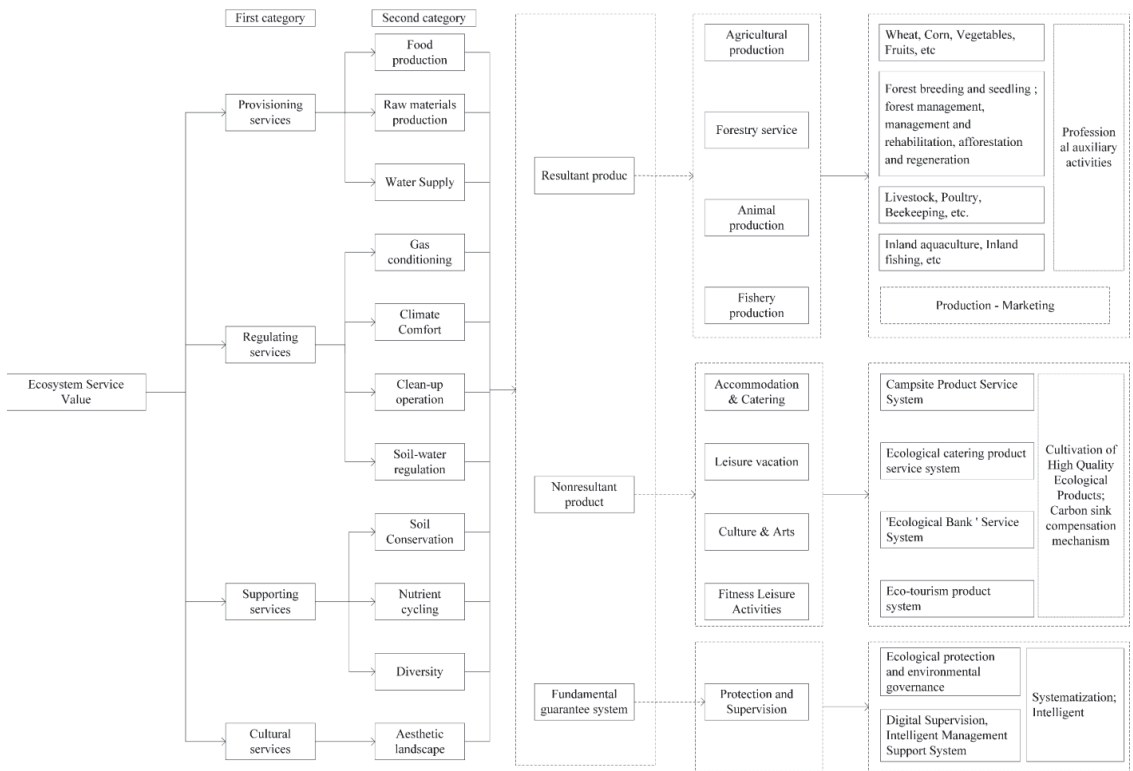 First category
Second category
Ecosystem Service
Value
Provisioning
services
Regulating
services
Supporting
services
Cultural
services
Food
production
Raw materials
production
Water Supply
Gas
conditioning
Climate
Comfort
Clean-up
operation
Soil-water
regulation
Soil
Conservation
Nutrient
cycling
Diversity
Aesthetic
landscape
Resultant produc
Nonresultant
product
Fundamental
guarantee system
Agricultural
production
Forestry service
Animal
production
Fishery
production
Accommodation
& Catering
Leisure vacation
Culture & Arts
Fitness Leisure
Activities
Protection and
Supervision
Wheat, Corn, Vegetables,
Fruits, etc
Forest breeding and seedling ;
forest management,
management and
rehabilitation, afforestation
and regeneration
Livestock, Poultry,
Beekeeping, etc.
Inland aquaculture, Inland
fishing, etc
Profession
al auxiliary
activities
Production - Marketing
Campsite Product Service
System
Ecological catering product
service system
'Ecological Bank ' Service
System
Eco-tourism product
system
Cultivation of
High Quality
Ecological
Products;
Carbon sink
compensation
mechanism
Ecological protection
and environmental
governance
Digital Supervision,
Intelligent Management
Support System
Systematization;
Intelligent